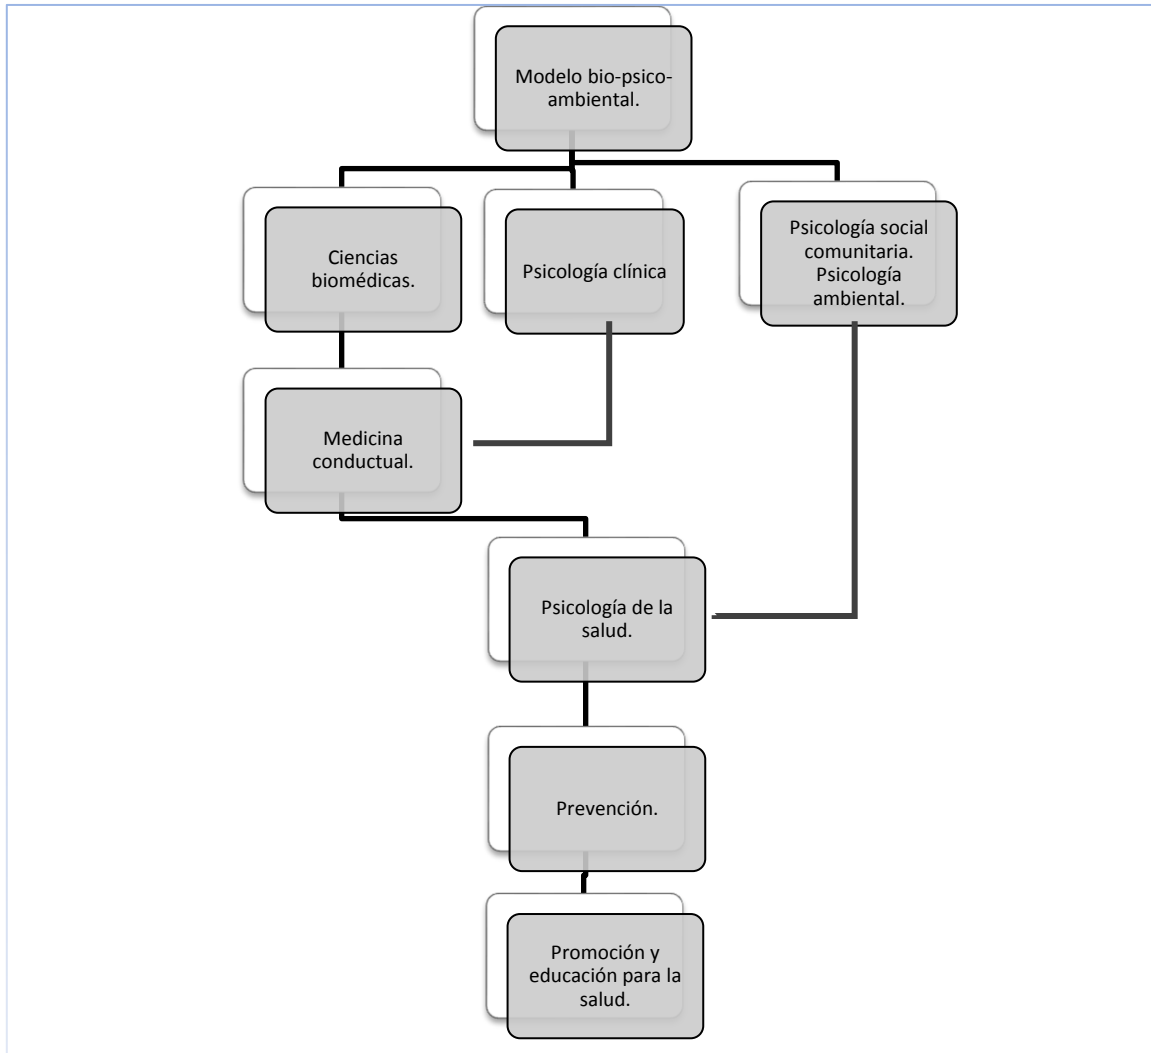 Modelo bio-psico-
ambiental.
Ciencias
biomédicas.
Psicología clínica
Psicología social
comunitaria.
Psicología
ambiental.
Medicina
conductual.
Psicología de la
salud.
Prevención.
Promoción y
educación para la
salud.